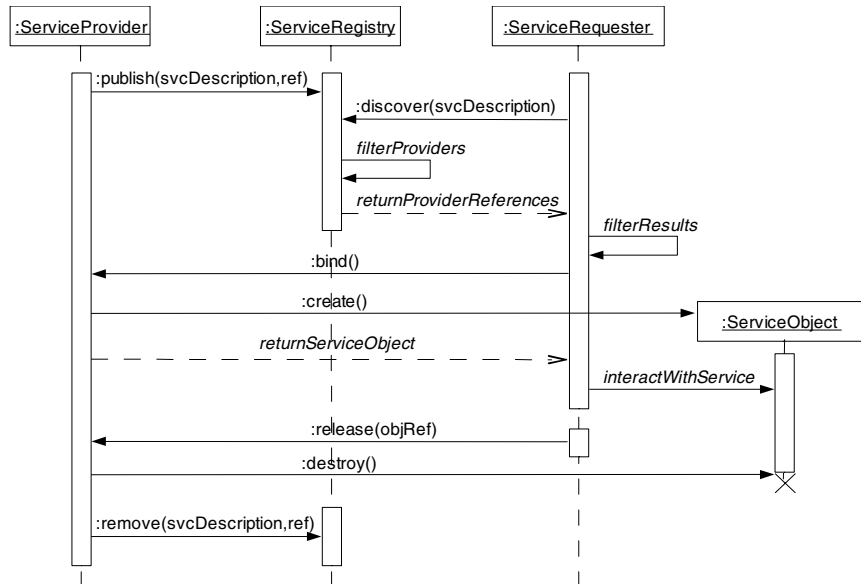 :ServiceProvider
:ServiceRegistry
:ServiceRequester
:publish(svcDescription,ref)
:discover(svcDescription)
filterProviders
returnProviderReferences
filterResults
:bind()
:create()
:ServiceObject
returnServiceObject
interactWithService
:release(objRef)
:destroy()
:remove(svcDescription,ref)